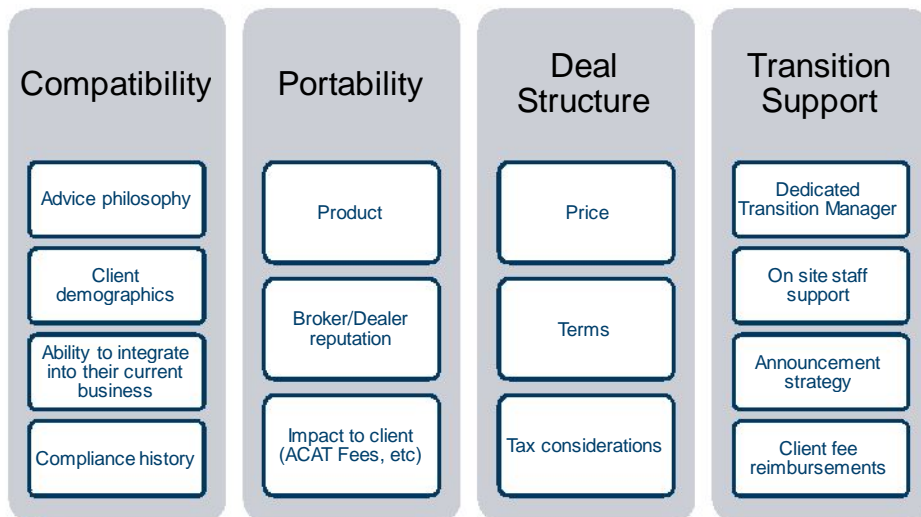 Compatibility
Advice philosophy
Client
demographics
Ability to integrate
into their current
business
Compliance history
Portability
Product
Broker/Dealer
reputation
Impact to client
(ACAT Fees, etc)
Deal
Structure
Price
Terms
Tax considerations
Transition
Support
Dedicated
Transition Manager
On site staff
support
Announcement
strategy
Client fee
reimbursements